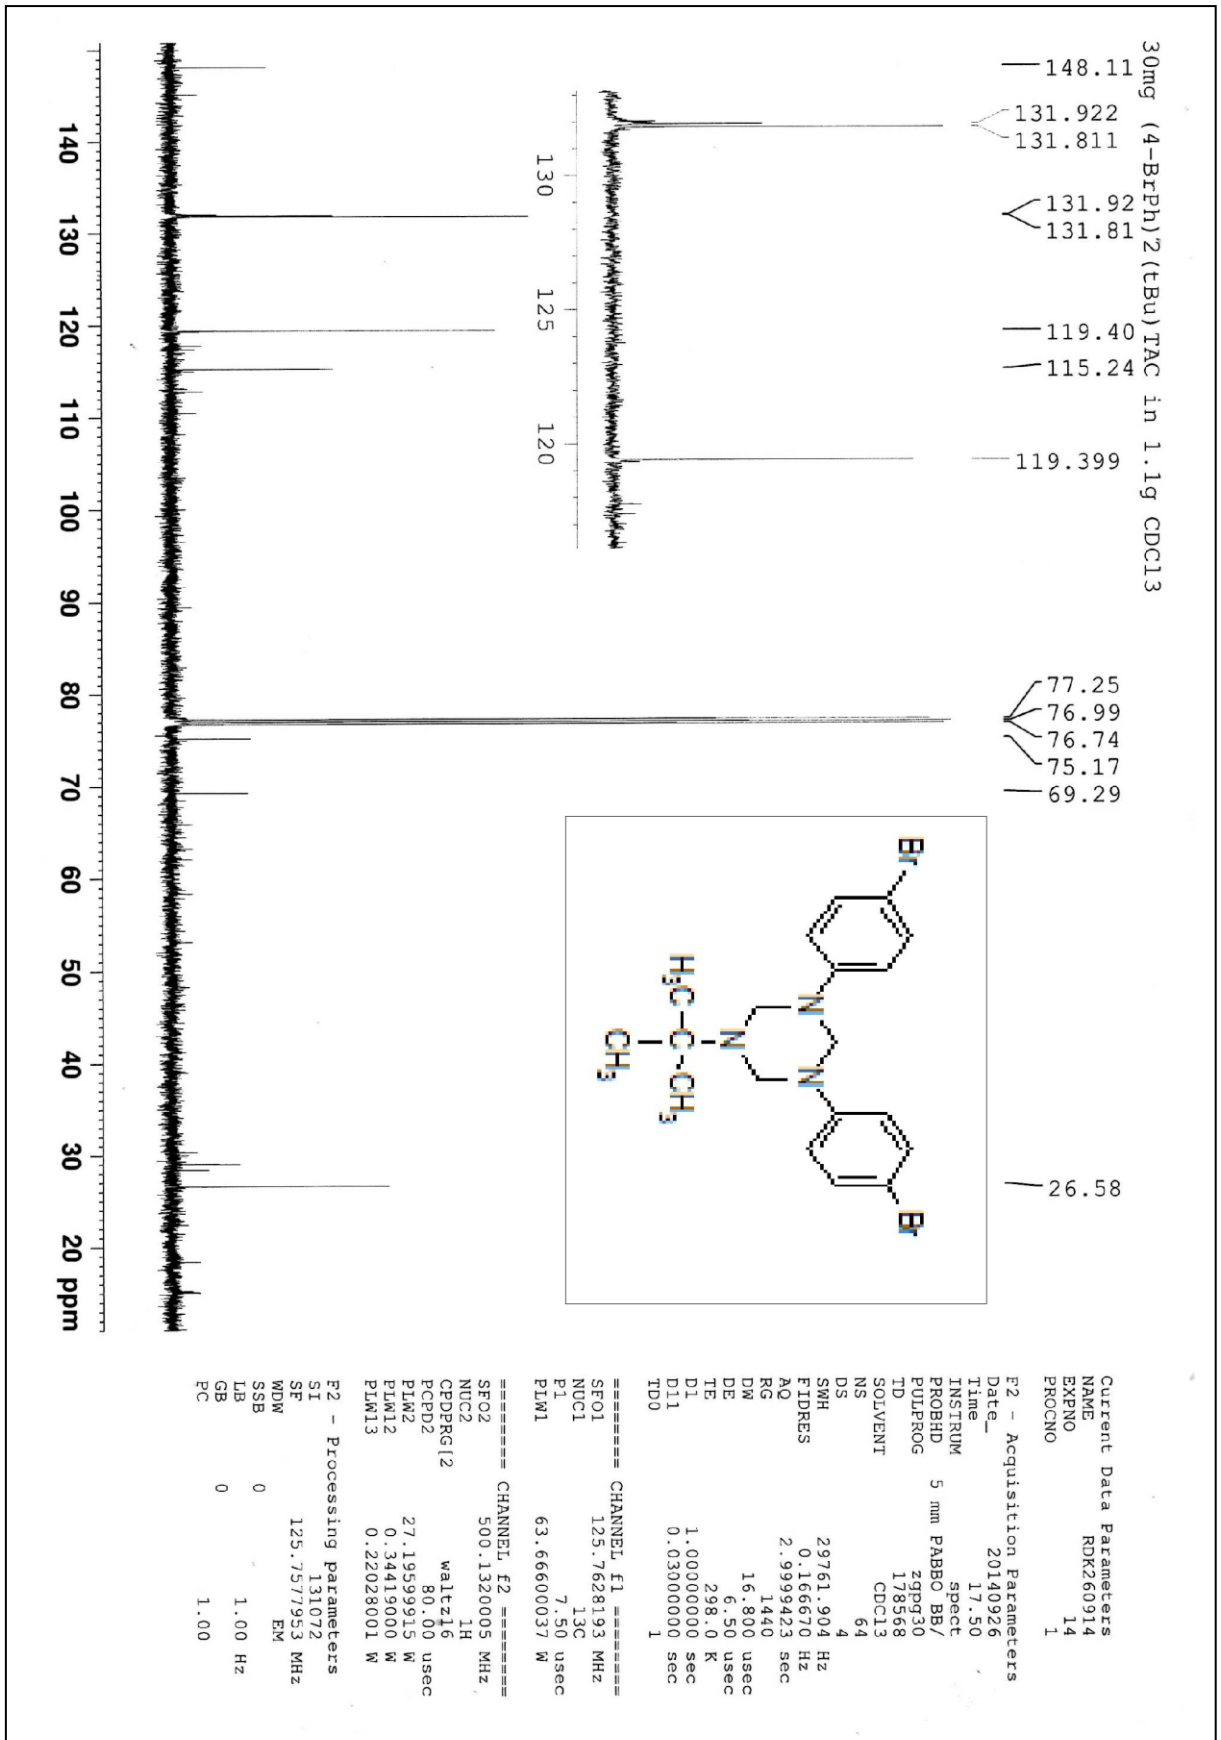 30mg (4-BrPh)2(tBu)TAC in 1.1g CDCl3
148.11
131.922
131.811
131.92
131.81
119.40
115.24
119.399
77.25
76.99
76.74
75.17
69.29
26.58
130
125
120
Br
Br
N
N
N
H3C
C
CH3
CH3
140
130
120
110
100
90
80
70
60
50
40
30
20
ppm
Current Data Parameters
NAME RDK260914
EXPNO 14
PROCNO 1
F2 - Acquisition Parameters
Date_ 20140926
Time 17.50
INSTRUM spect
PROBHD 5 mm PABBO BB/
PULPROG zgpg30
TD 178568
SOLVENT CDCl3
NS 64
DS 4
SWH 29761.904 Hz
FIDRES 0.166670 Hz
AQ 2.9999423 sec
RG 1440
DW 16.800 usec
DE 6.50 usec
TE 298.0 K
D1 1.00000000 sec
D11 0.03000000 sec
TD0 1
======== CHANNEL f1 ========
SFO1 125.7628193 MHz
NUC1 13C
P1 7.50 usec
PLW1 63.66600037 W
======== CHANNEL f2 ========
SFO2 500.1320005 MHz
NUC2 1H
CPDPRG[2 waltz16
PCPD2 80.00 usec
PLW2 27.19599915 W
PLW12 0.34419000 W
PLW13 0.22028001 W
F2 - Processing parameters
SI 131072
SF 125.7577953 MHz
WDW EM
SSB 0
LB 1.00 Hz
GB 0
PC 1.00